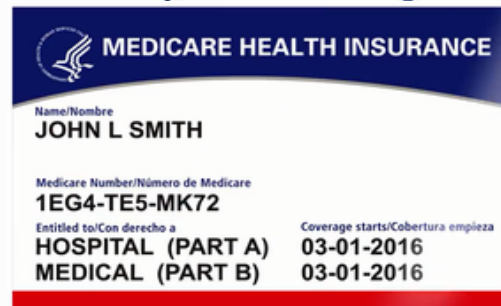 MEDICARE HEALTH INSURANCE
Name/Nombre
JOHN L SMITH
Medicare Number/Número de Medicare
1EG4-TE5-MK72
Entitled to/Con derecho a Coverage starts/Cobertura empieza
HOSPITAL (PART A) 03-01-2016
MEDICAL (PART B) 03-01-2016